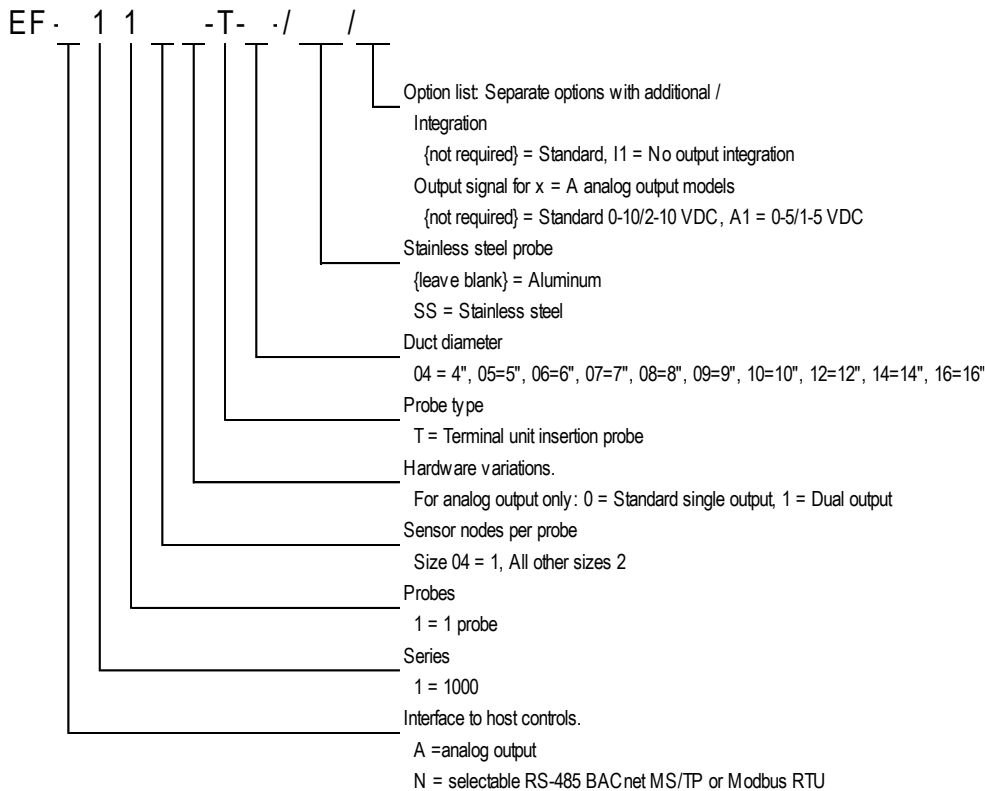 EF- 1 1 -T- -/ /
Option list: Separate options with additional /
Integration
{not required} = Standard, I1 = No output integration
Output signal for x = A analog output models
{not required} = Standard 0-10/2-10 VDC, A1 = 0-5/1-5 VDC
Stainless steel probe
{leave blank} = Aluminum
SS = Stainless steel
Duct diameter
04 = 4", 05=5", 06=6", 07=7", 08=8", 09=9", 10=10", 12=12", 14=14", 16=16"
Probe type
T = Terminal unit insertion probe
Hardware variations.
For analog output only: 0 = Standard single output, 1 = Dual output
Sensor nodes per probe
Size 04 = 1, All other sizes 2
Probes
1 = 1 probe
Series
1 = 1000
Interface to host controls.
A =analog output
N = selectable RS-485 BACnet MS/TP or Modbus RTU